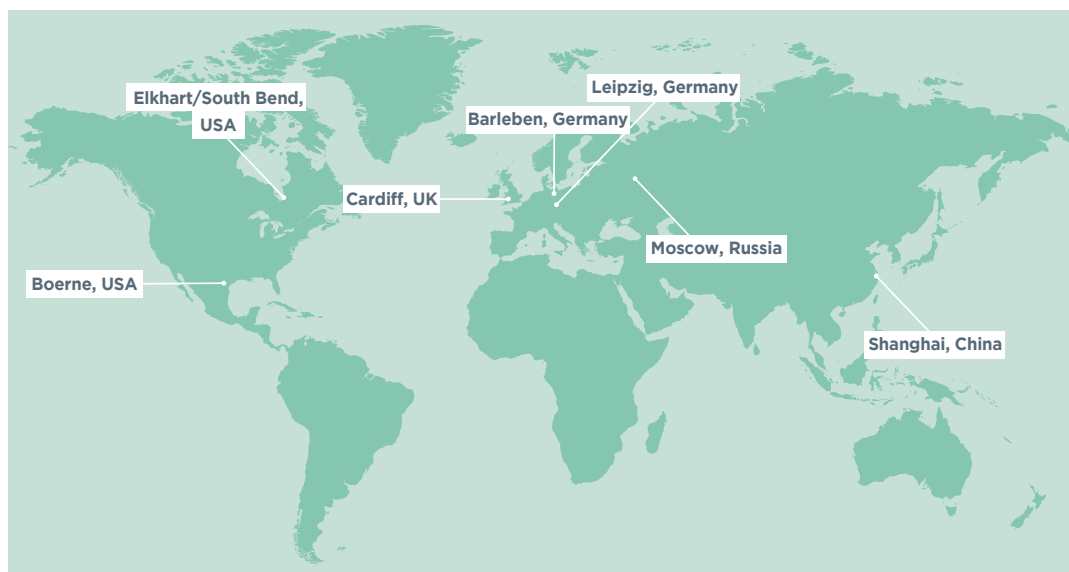 Leipzig, Germany
Elkhart/South Bend,
USA
Barleben, Germany
Cardiff, UK
Moscow, Russia
Boerne, USA
Shanghai, China